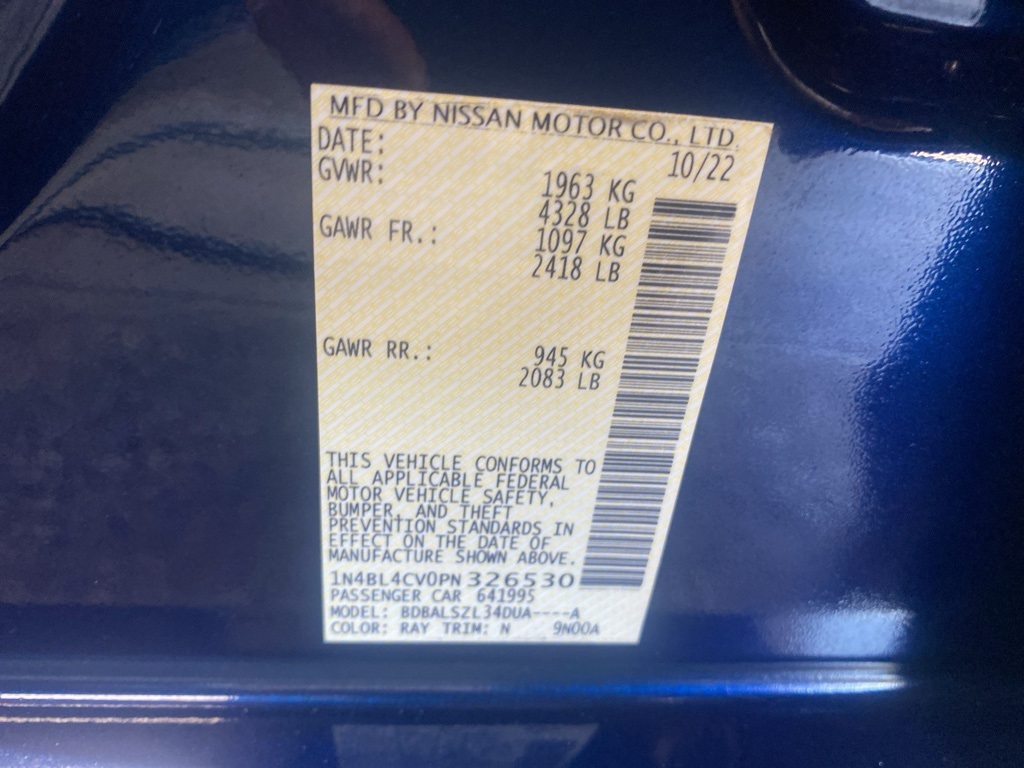 MFD BY NISSAN MOTOR CO., LTD.
DATE: 10/22
GVWR: 1963 KG
4328 LB
GAWR FR.: 1097 KG
2418 LB
GAWR RR.: 945 KG
2083 LB
THIS VEHICLE CONFORMS TO
ALL APPLICABLE FEDERAL
MOTOR VEHICLE SAFETY,
BUMPER, AND THEFT
PREVENTION STANDARDS IN
EFFECT ON THE DATE OF
MANUFACTURE SHOWN ABOVE.
1N4BL4CV0PN326530
PASSENGER CAR 641995
MODEL: BDBALSZL34DUA----A
COLOR: RAY TRIM: N 9N00A